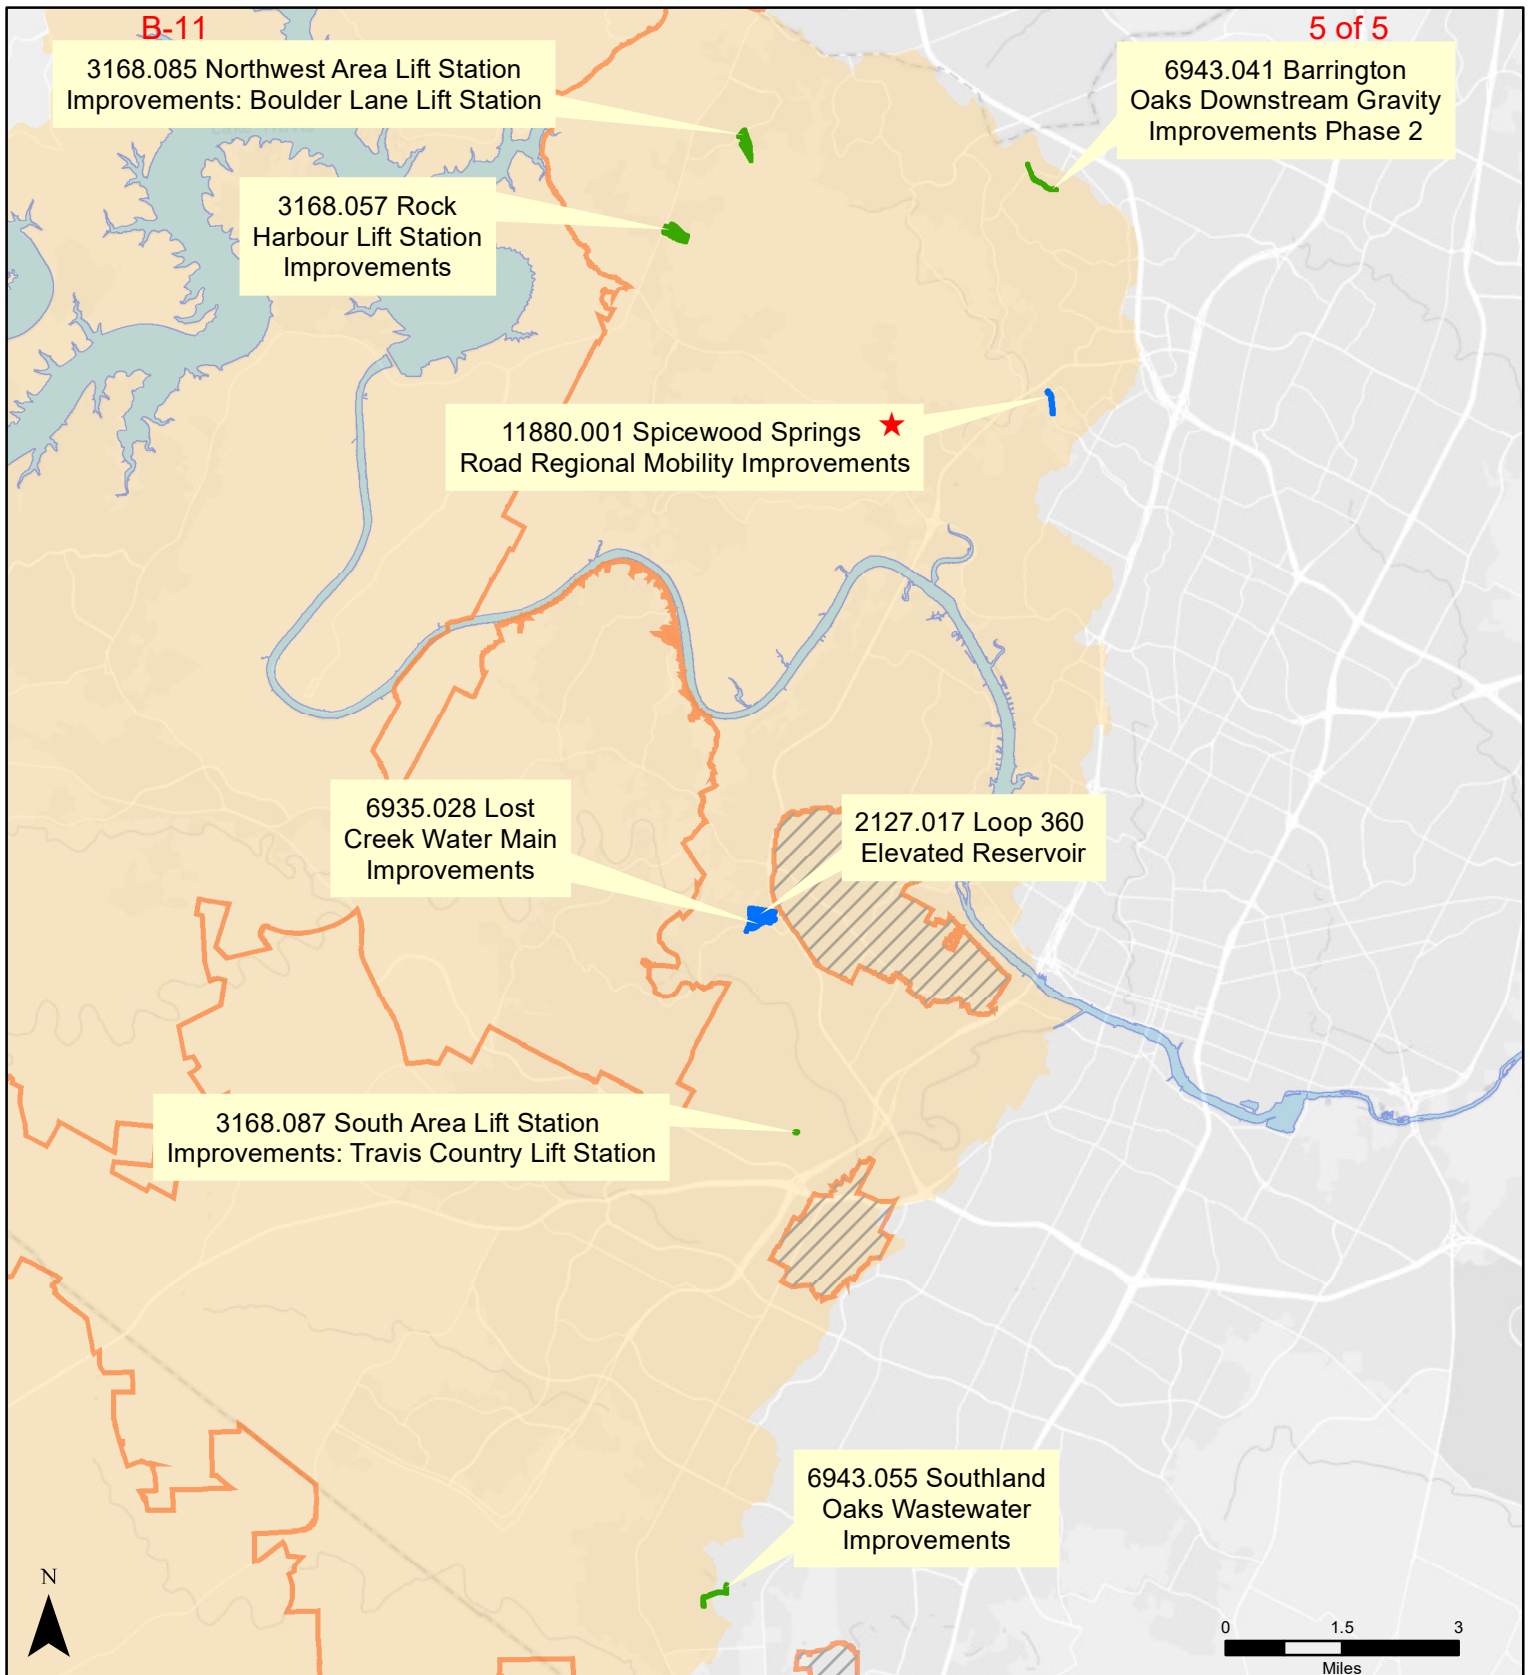 B-11
5 of 5
3168.085 Northwest Area Lift Station
Improvements: Boulder Lane Lift Station
6943.041 Barrington
Oaks Downstream Gravity
Improvements Phase 2
3168.057 Rock
Harbour Lift Station
Improvements
11880.001 Spicewood Springs
Road Regional Mobility Improvements
6935.028 Lost
Creek Water Main
Improvements
2127.017 Loop 360
Elevated Reservoir
3168.087 South Area Lift Station
Improvements: Travis Country Lift Station
6943.055 Southland
Oaks Wastewater
Improvements
N
0 1.5 3
Miles